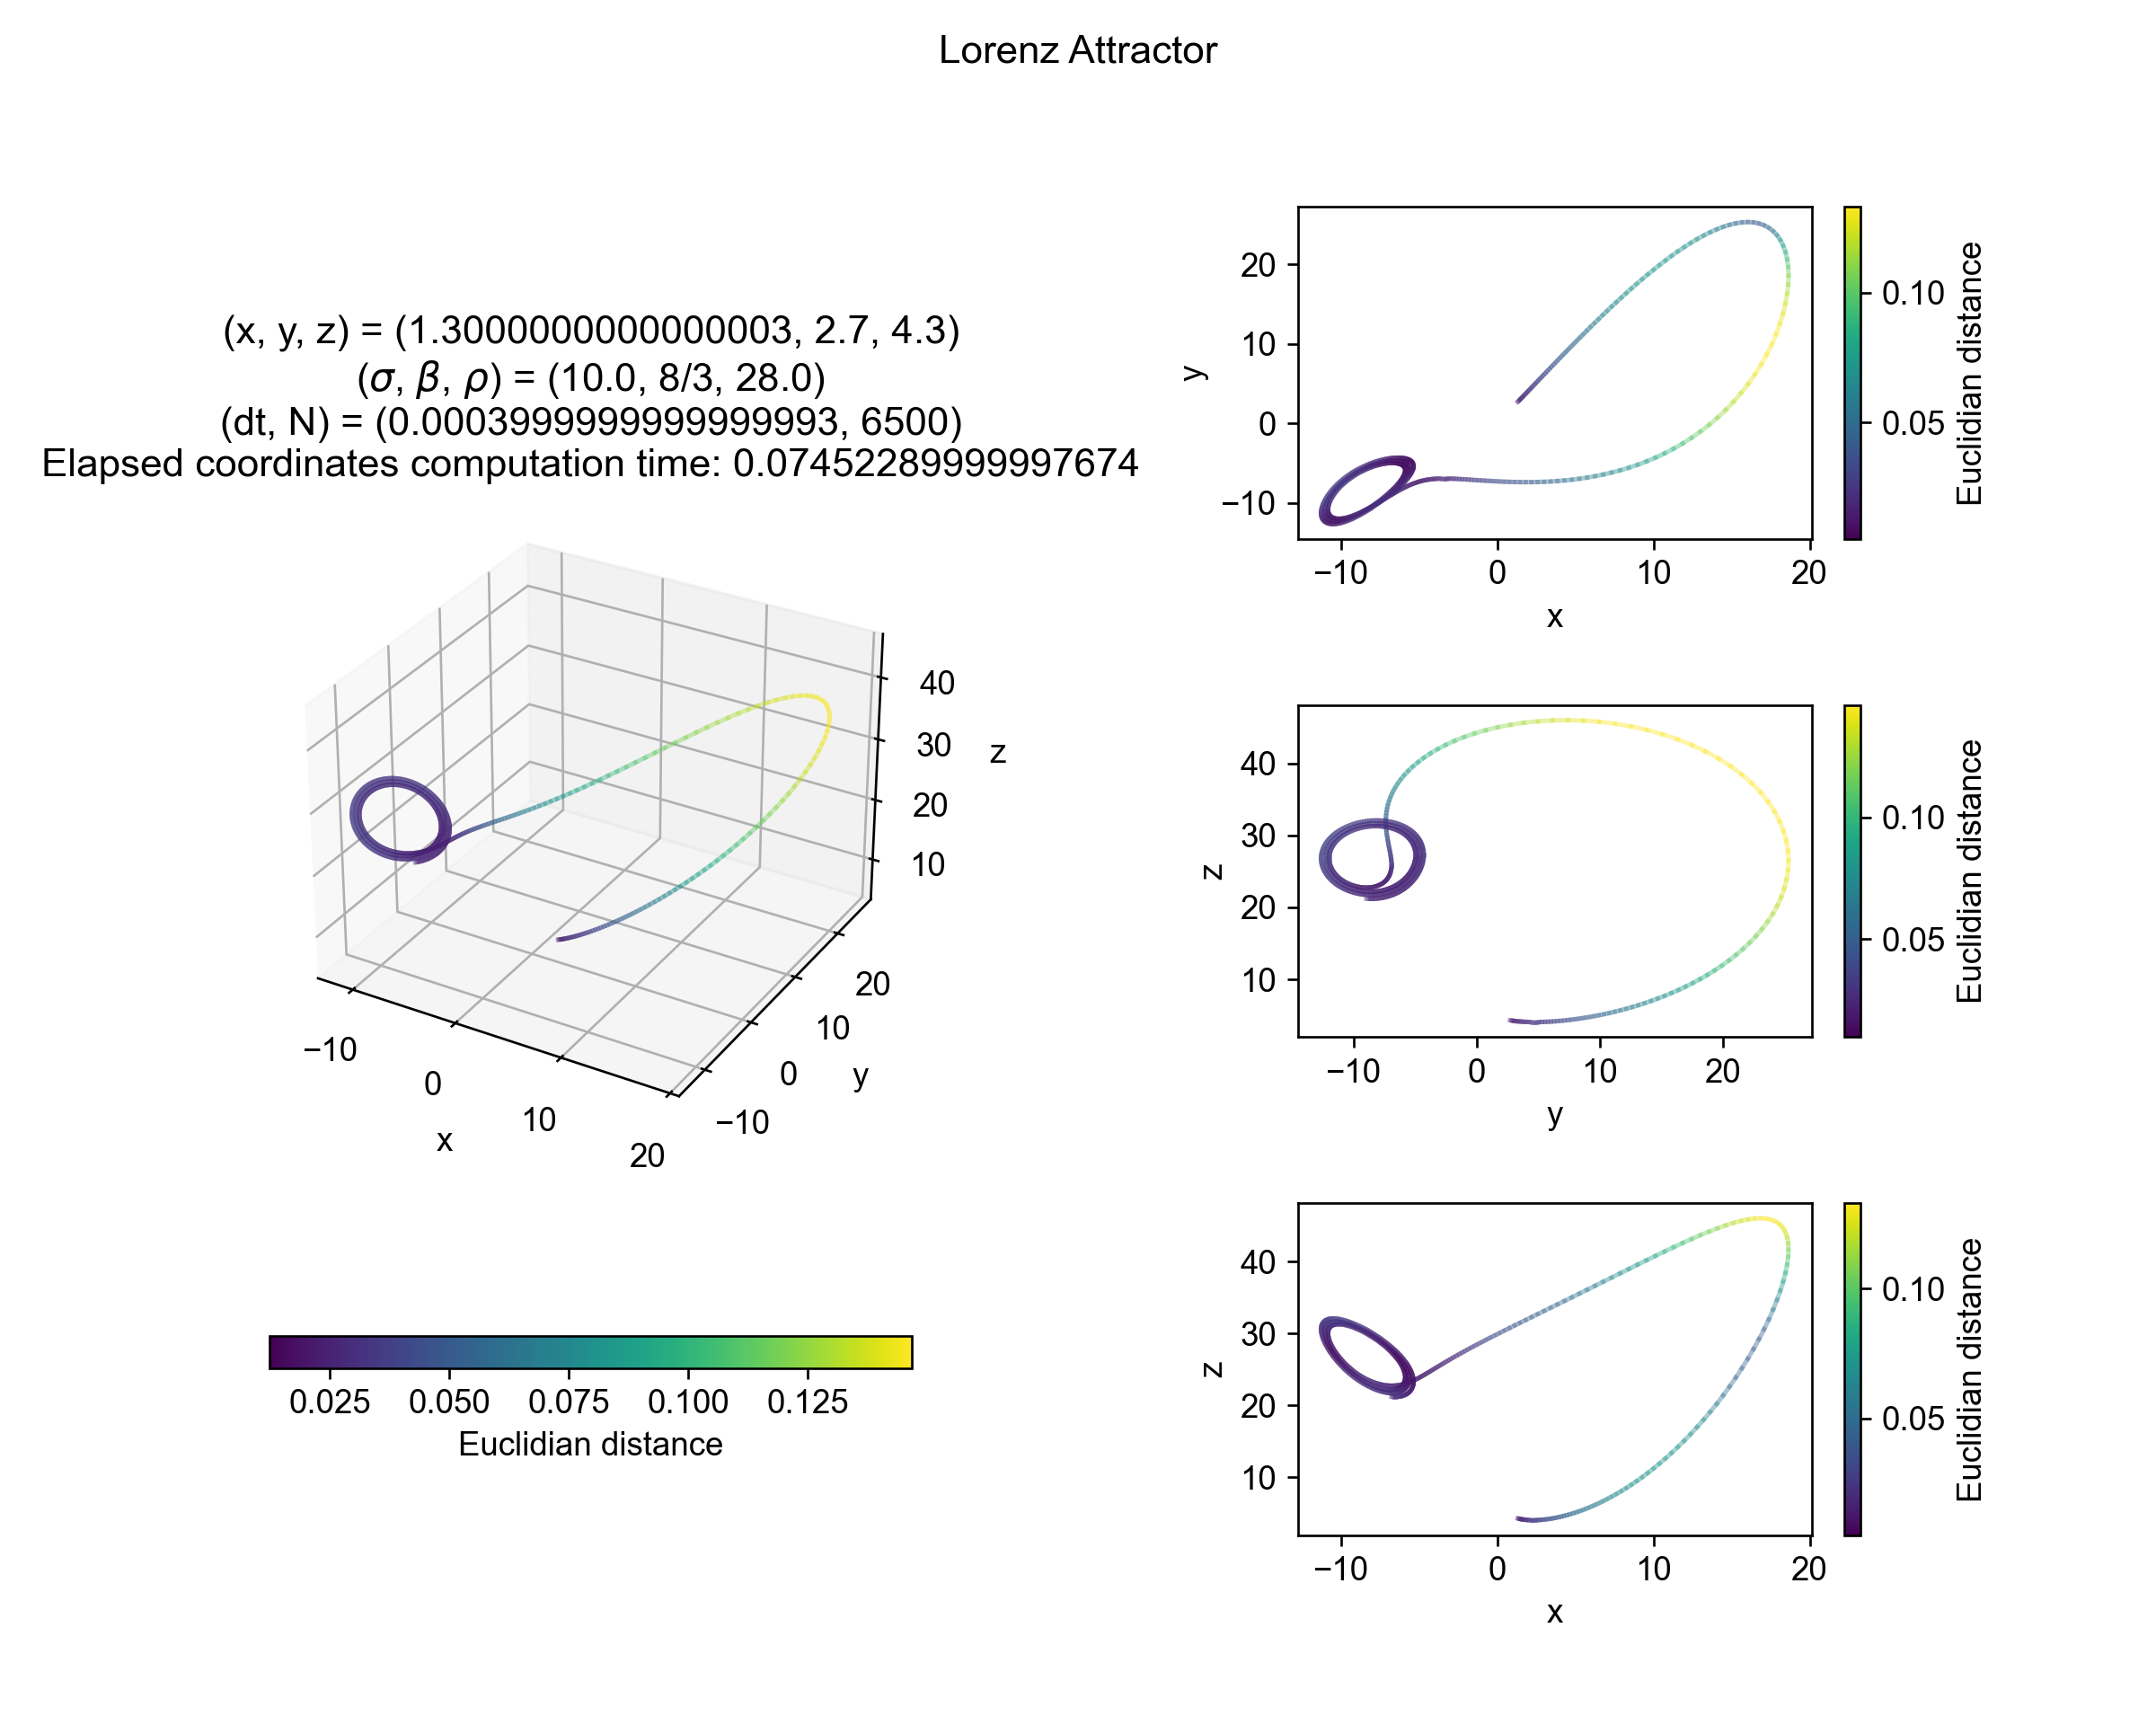 Lorenz Attractor
(x, y, z) = (1.3000000000000003, 2.7, 4.3)
(σ, β, ρ) = (10.0, 8/3, 28.0)
(dt, N) = (0.00039999999999999993, 6500)
Elapsed coordinates computation time: 0.07452289999997674
−10
0
10
20
x
−10
0
10
20
y
10
20
30
40
z
0.025 0.050 0.075 0.100 0.125
Euclidian distance
20
10
0
−10
y
−10 0 10 20
x
0.10
0.05
Euclidian distance
40
30
20
10
z
−10 0 10 20
y
0.10
0.05
Euclidian distance
40
30
20
10
z
−10 0 10 20
x
0.10
0.05
Euclidian distance